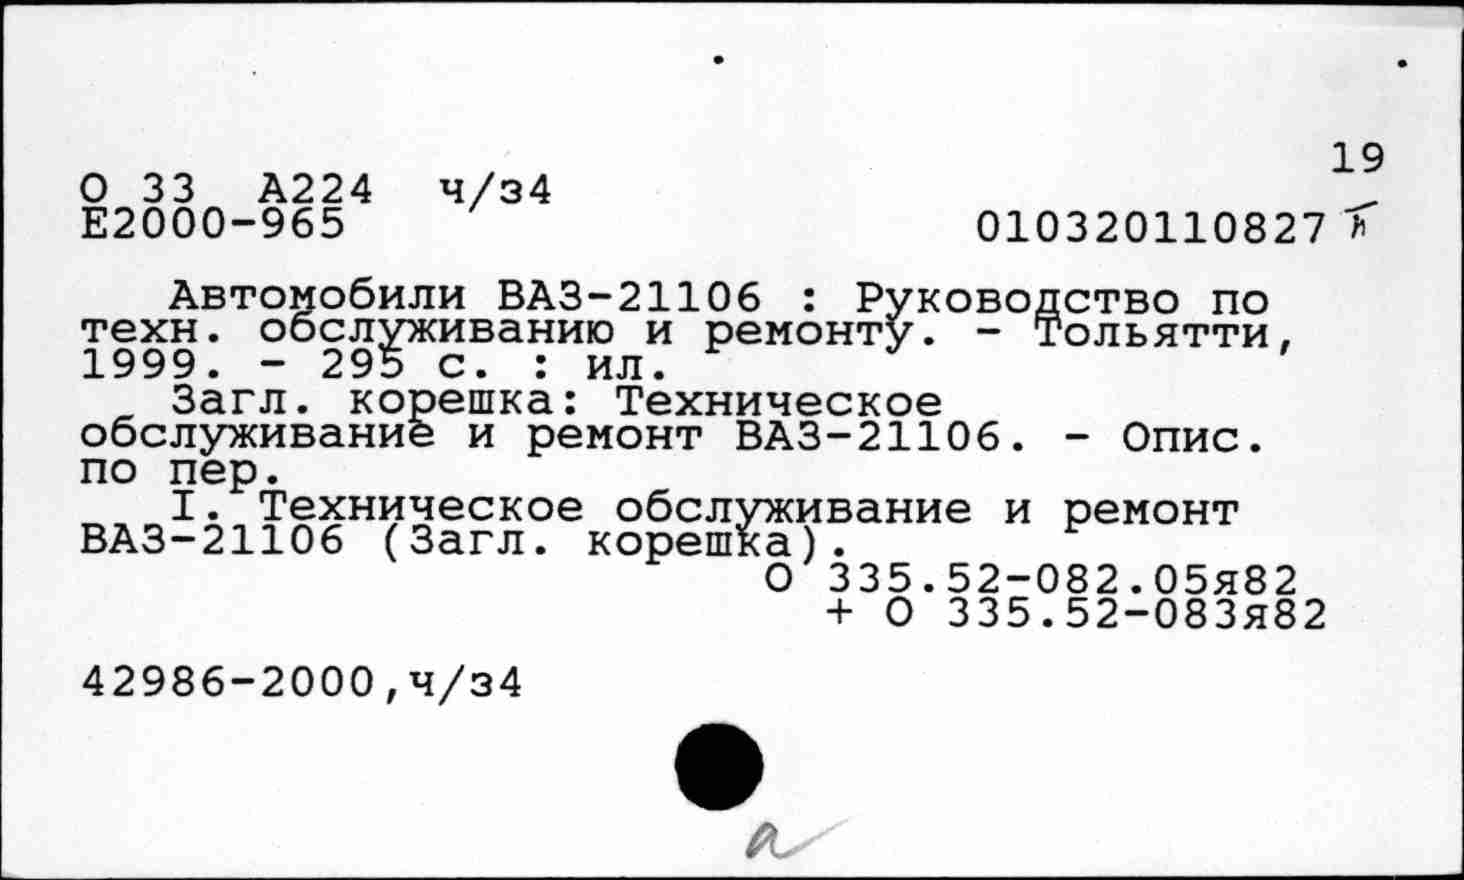 19
О 33 А224 ч/з4
Е2000-965 010320110827
Автомобили ВАЗ-21106 : Руководство по
техн. обслуживанию и ремонту. - Тольятти,
1999. - 295 с. : ил.
Загл. корешка: Техническое
обслуживание и ремонт ВАЗ-21106. - Опис.
по пер.
I. Техническое обслуживание и ремонт
ВАЗ-21106 (Загл. корешка).
О 335.52-082.05я82
+ О 335.52-083я82
42986-2000,ч/з4
а